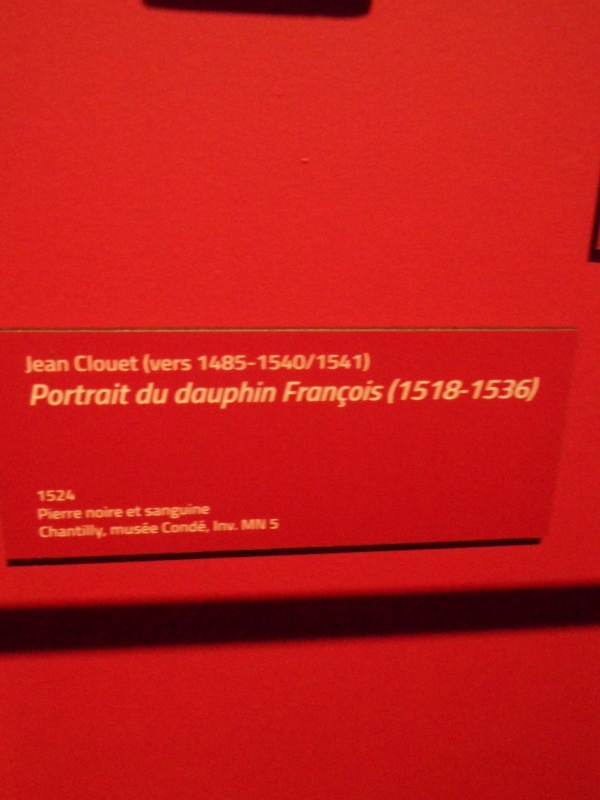 Jean Clouet (vers 1485-1540/1541)
Portrait du dauphin François (1518-1536)
1524
Pierre noire et sanguine
Chantilly, musée Condé, Inv. MN 5